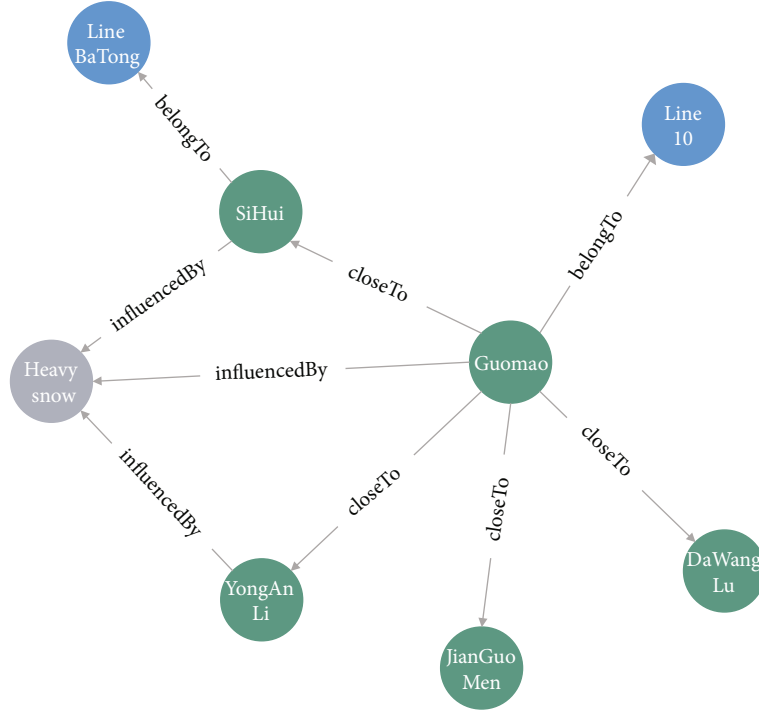 Line
BaTong
Line
10
belongTo
SiHui
belongTo
influencedBy
closeTo
Heavy
snow
influencedBy
Guomao
closeTo
influencedBy
closeTo
closeTo
YongAn
Li
DaWang
Lu
JianGuo
Men